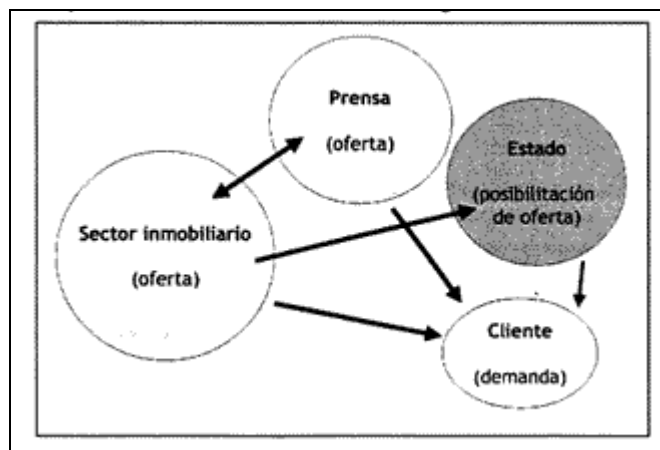 Prensa
(oferta)
Estado
(posibilitación
de oferta)
Sector inmobiliario
(oferta)
Cliente
(demanda)